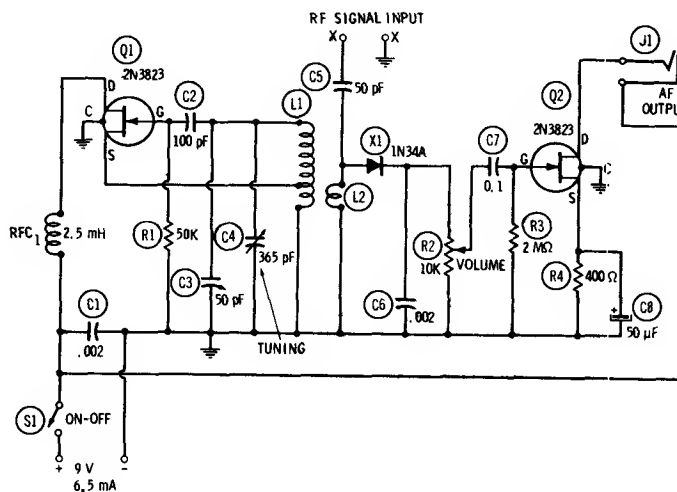 RF SIGNAL INPUT
X
X
J1
Q1
2N3823
C5
50 pF
Q2
AF
D
C2
L1
C7
2N3823
D
C
G
X1
1N34A
G
C
S
100 pF
0.1
S
L2
R3
2 MΩ
RFC1
2.5 mH
R1
50K
C4
R2
10K
VOLUME
R4
400 Ω
365 pF
C3
50 pF
C6
.002
C8
50 μF
+
C1
.002
TUNING
S1
ON-OFF
+
9 V
-
6.5 mA